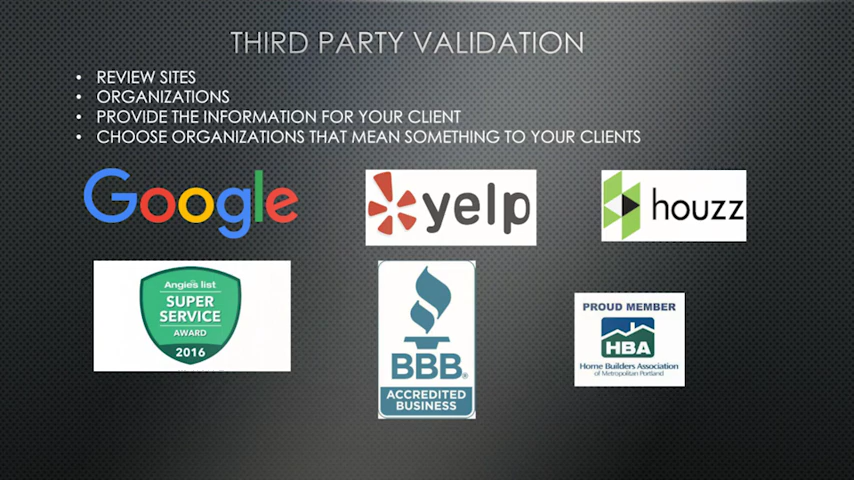 THIRD PARTY VALIDATION
• REVIEW SITES
• ORGANIZATIONS
• PROVIDE THE INFORMATION FOR YOUR CLIENT
• CHOOSE ORGANIZATIONS THAT MEAN SOMETHING TO YOUR CLIENTS
Google
yelp
houzz
Angie's list
SUPER
SERVICE
AWARD
2016
BBB®
ACCREDITED
BUSINESS
PROUD MEMBER
HBA
Home Builders Association
of Metropolitan Portland